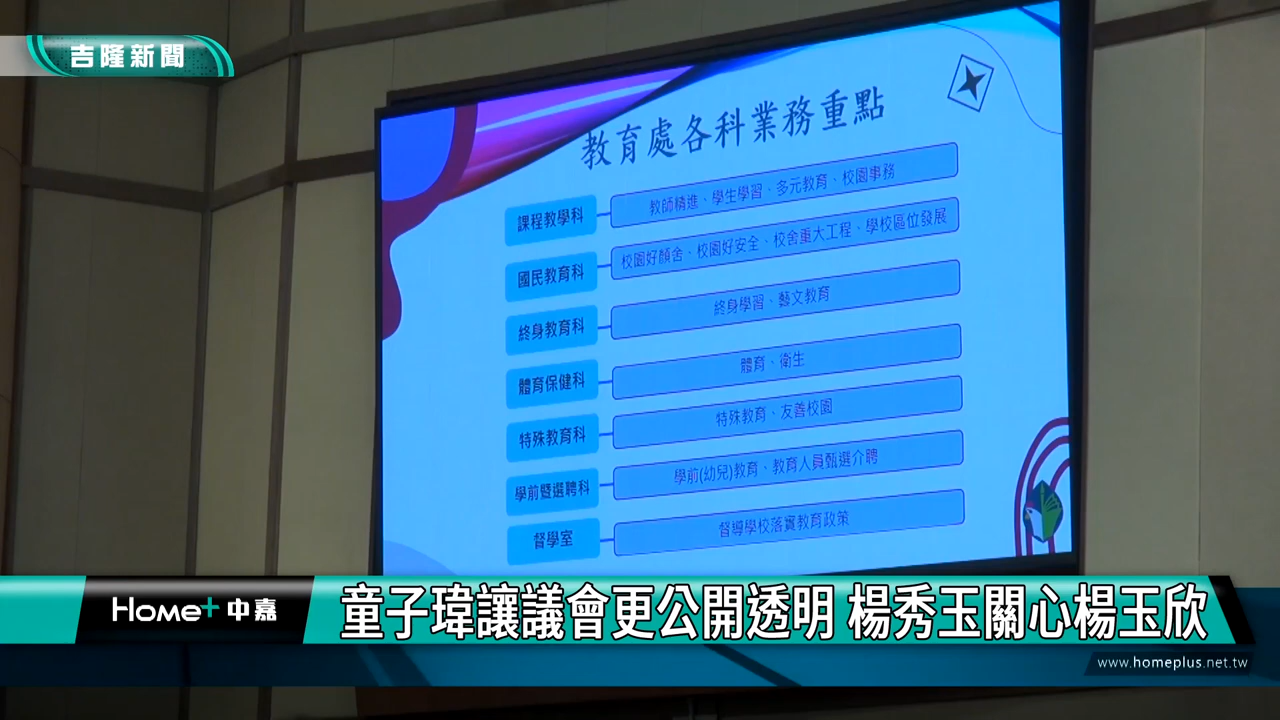 吉隆新聞
教育處各科業務重點
課程教學科 教師精進、學生學習、多元教育、校園事務
國民教育科 校園好顏舍、校園好安全、校舍重大工程、學校區位發展
終身教育科 終身學習、藝文教育
體育保健科 體育、衛生
特殊教育科 特殊教育、友善校園
學前暨選聘科 學前(幼兒)教育、教育人員甄選介聘
督學室 督導學校落實教育政策
Home+ 中嘉 童子瑋讓議會更公開透明 楊秀玉關心楊玉欣
www.homeplus.net.tw